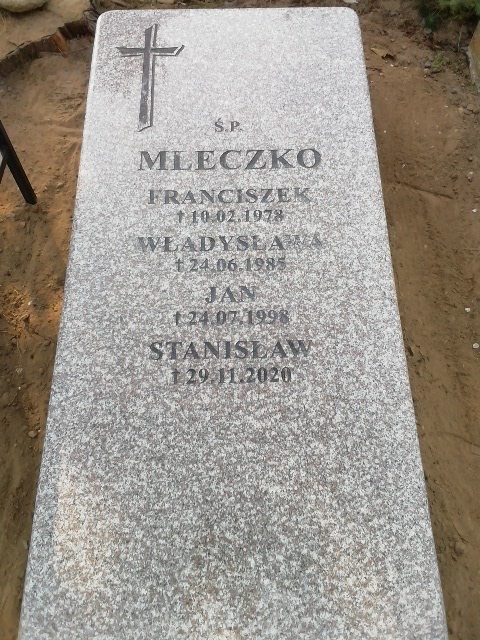 Ś.P.
MLECZKO
FRANCISZEK
† 10.02.1978
WŁADYSŁAWA
† 24.06.1985
JAN
† 24.07.1998
STANISŁAW
† 29.11.2020